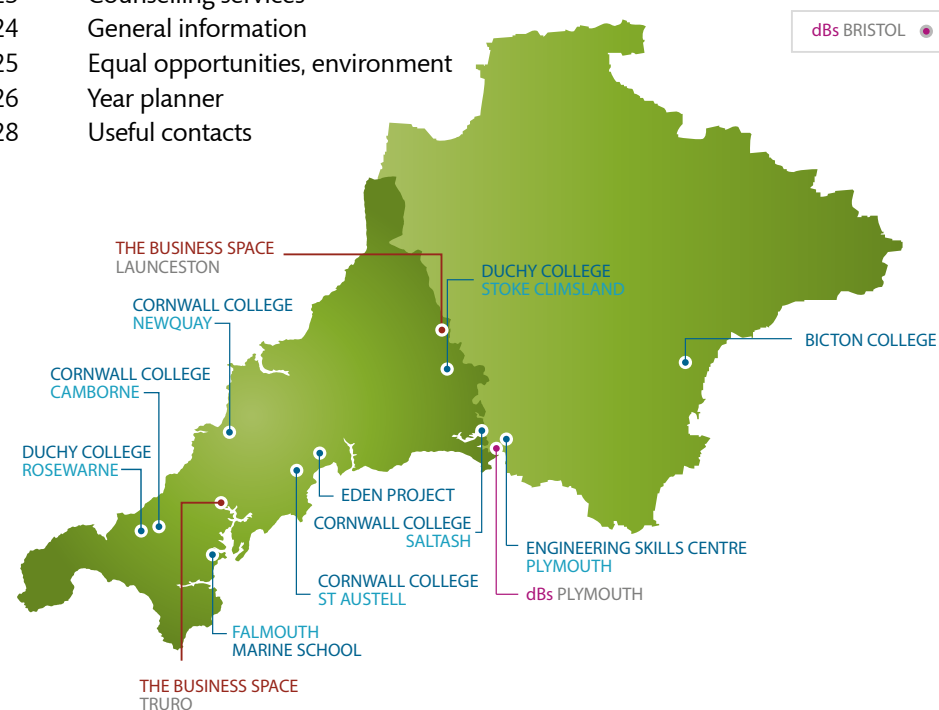 Counselling services
24 General information
25 Equal opportunities, environment
26 Year planner
28 Useful contacts
dBs BRISTOL
THE BUSINESS SPACE
LAUNCESTON
DUCHY COLLEGE
STOKE CLIMSLAND
CORNWALL COLLEGE
NEWQUAY
BICTON COLLEGE
CORNWALL COLLEGE
CAMBORNE
DUCHY COLLEGE
ROSEWARNE
EDEN PROJECT
CORNWALL COLLEGE
SALTASH
ENGINEERING SKILLS CENTRE
PLYMOUTH
CORNWALL COLLEGE
ST AUSTELL
dBs PLYMOUTH
FALMOUTH
MARINE SCHOOL
THE BUSINESS SPACE
TRURO